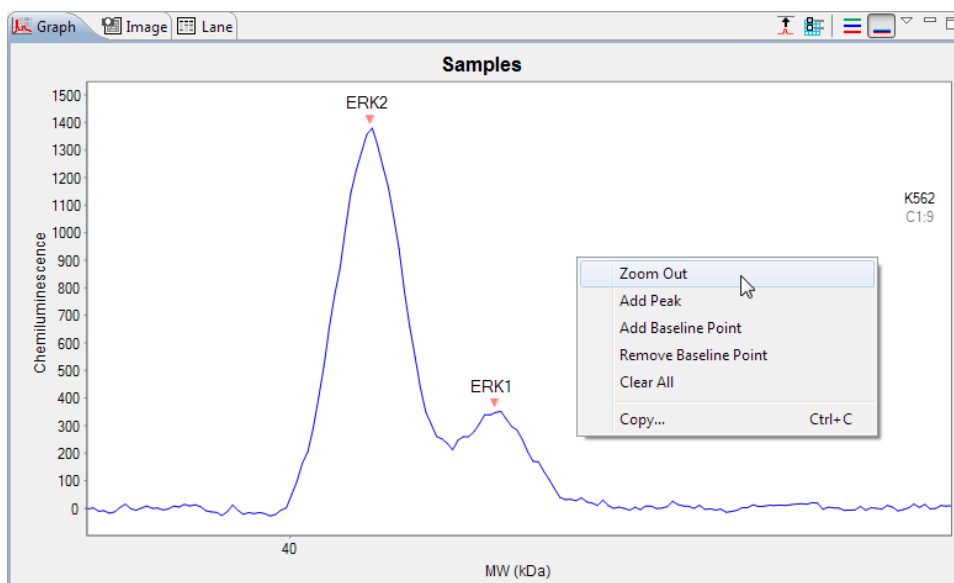 Graph
Image
Lane
Samples
1500
1400
1300
1200
1100
1000
900
800
700
600
500
400
300
200
100
0
Chemiluminescence
ERK2
ERK1
K562
C1:9
Zoom Out
Add Peak
Add Baseline Point
Remove Baseline Point
Clear All
Copy... Ctrl+C
40
MW (kDa)